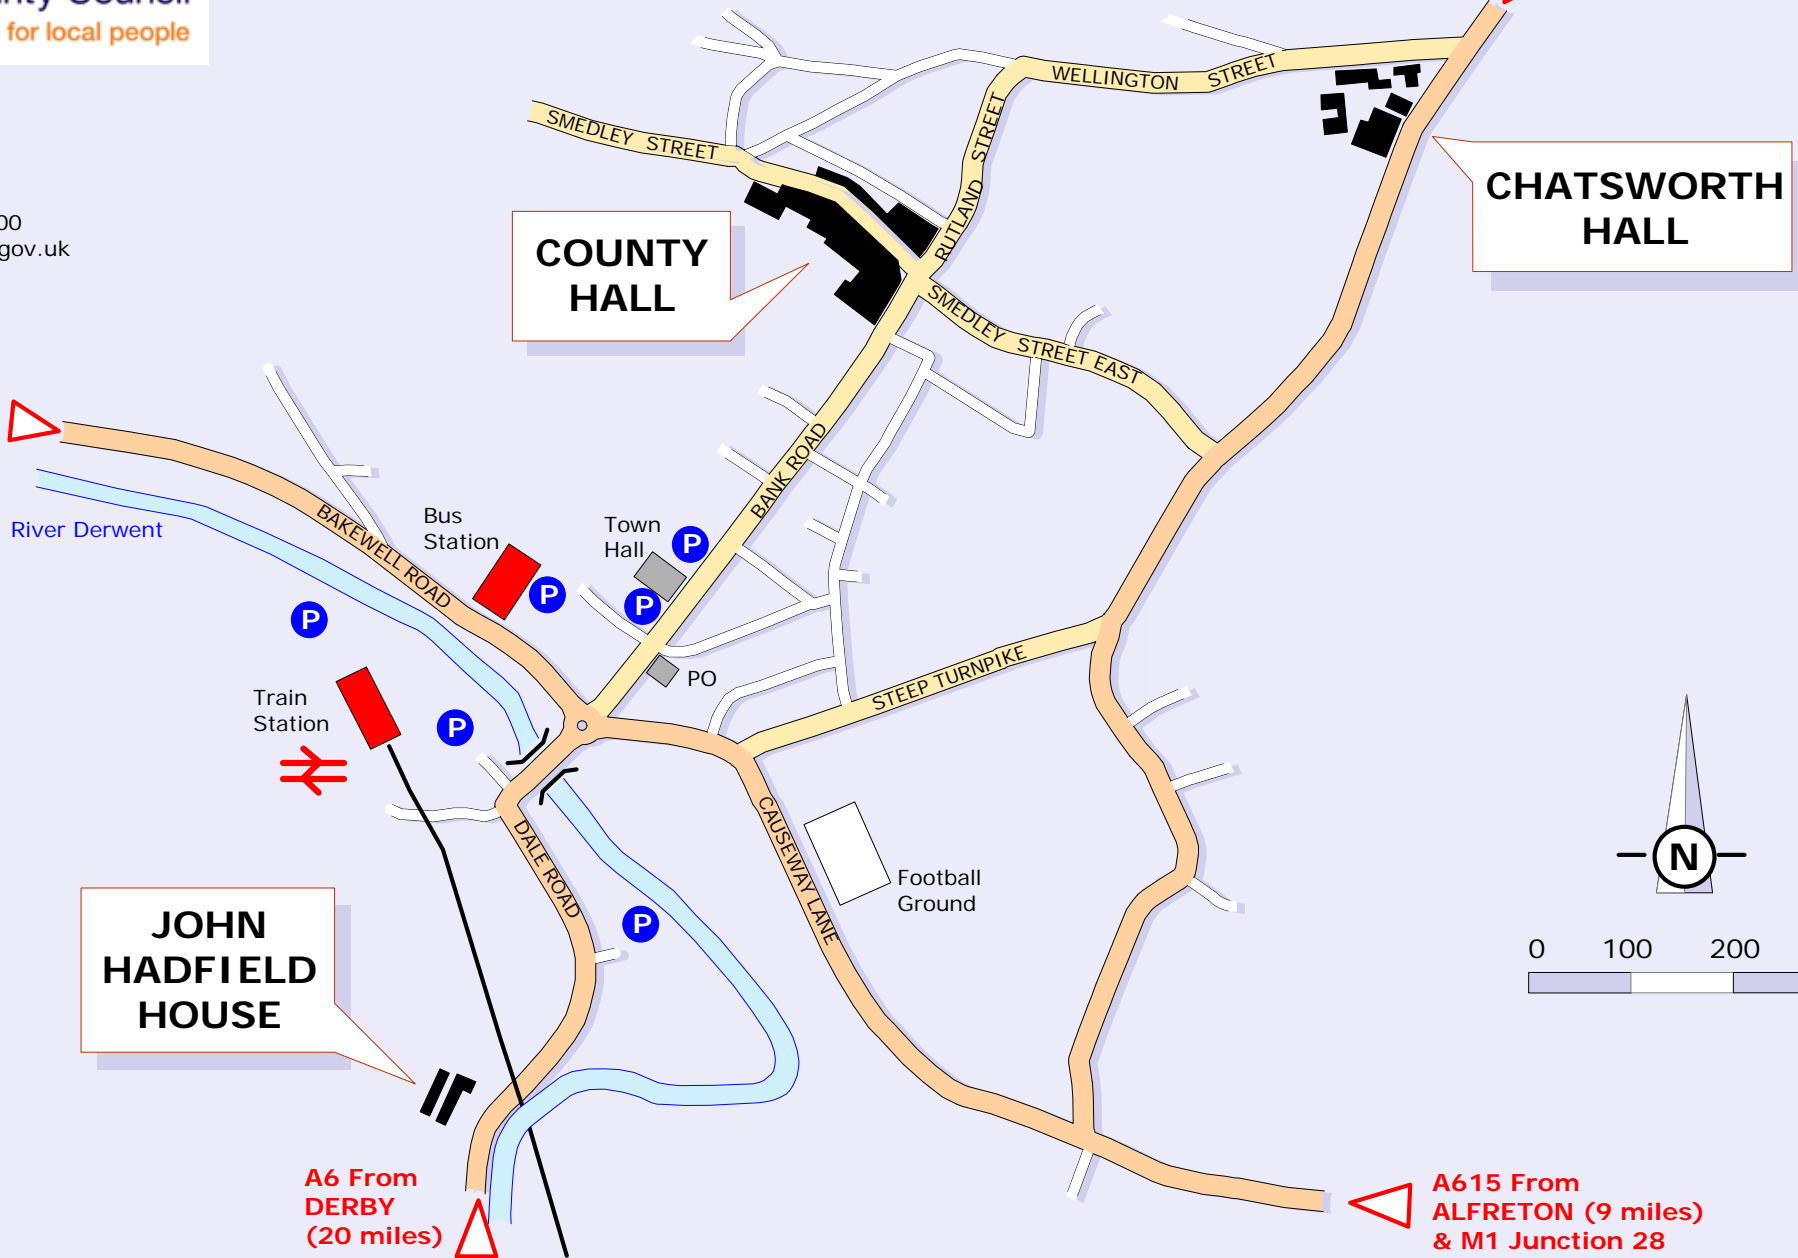 for local people
00
gov.uk
SMEDLEY STREET
WELLINGTON STREET
RUTLAND STREET
CHATSWORTH
HALL
COUNTY
HALL
SMEDLEY STREET EAST
BANK ROAD
River Derwent
BAKEWELL ROAD
Bus
Station
Town
Hall
P
P
P
P
PO
STEEP TURNPIKE
Train
Station
P
CAUSEWAY LANE
DALE ROAD
Football
Ground
P
N
JOHN
HADFIELD
HOUSE
0 100 200
A6 From
DERBY
(20 miles)
A615 From
ALFRETON (9 miles)
& M1 Junction 28